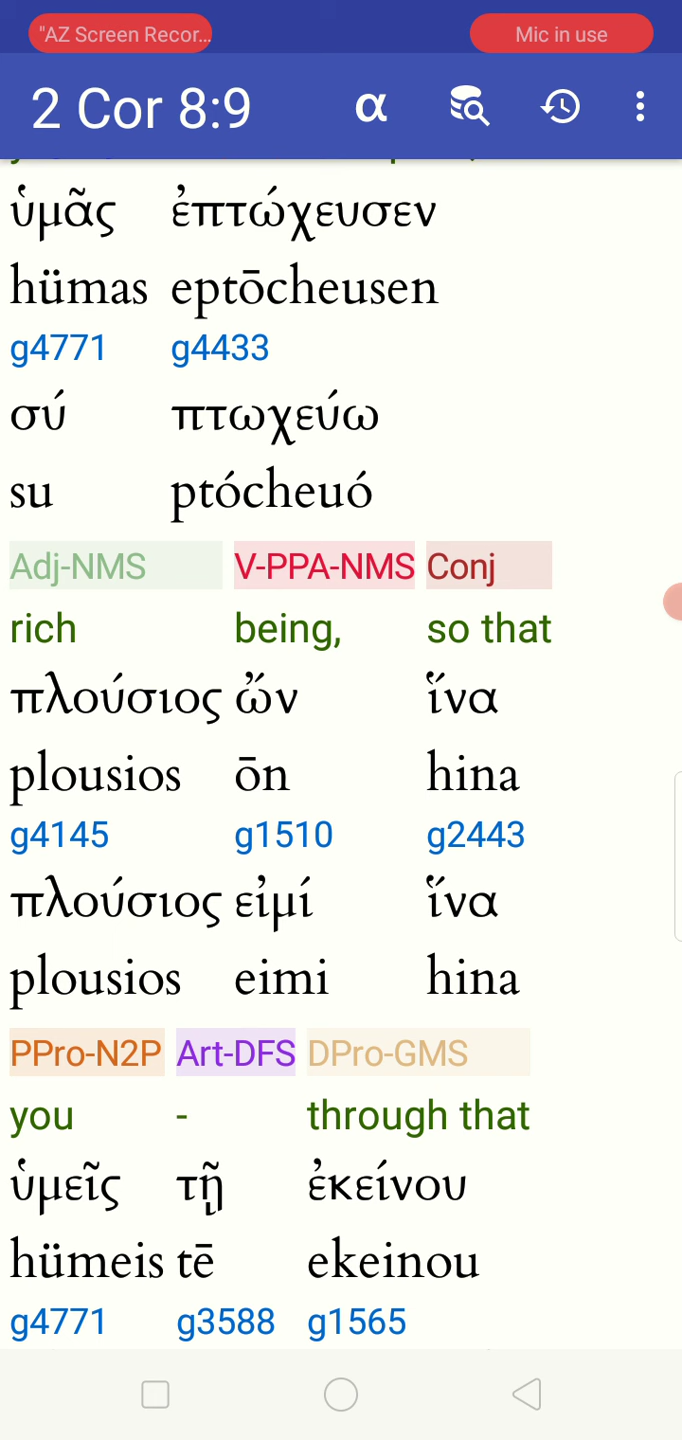 "AZ Screen Recor...
Mic in use
2 Cor 8:9 α
ὑμᾶς ἐπτώχευσεν
hümas eptōcheusen
g4771 g4433
σύ πτωχεύω
su ptócheuó
Adj-NMS V-PPA-NMS Conj
rich being, so that
πλούσιος ὤν ἵνα
plousios ōn hina
g4145 g1510 g2443
πλούσιος εἰμί ἵνα
plousios eimi hina
PPro-N2P Art-DFS DPro-GMS
you - through that
ὑμεῖς τῇ ἐκείνου
hümeis tē ekeinou
g4771 g3588 g1565